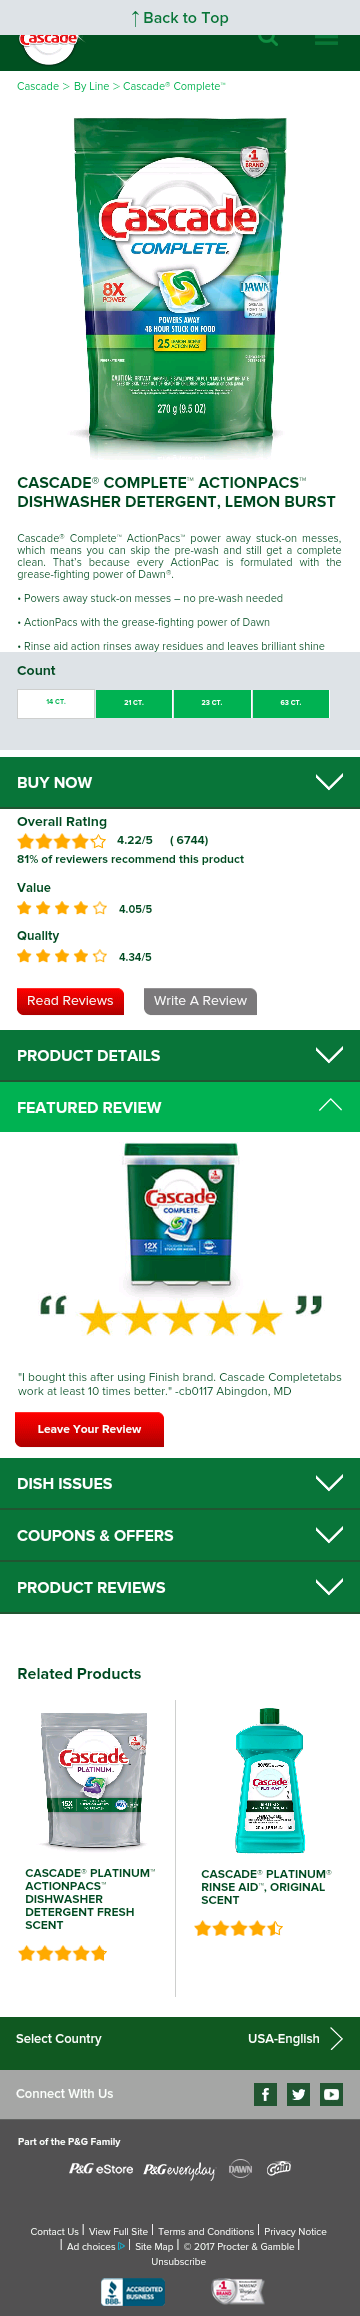 ↑ Back to Top
Cascade
Cascade > By Line > Cascade® Complete™
#1
Cascade
COMPLETE.
8X
POWER*
DAWN
POWERS AWAY
48 HOUR STUCK ON FOOD
25 LEMON BURST
ACTION PACS
270 g (9.5 OZ)
CASCADE® COMPLETE™ ACTIONPACS™
DISHWASHER DETERGENT, LEMON BURST
Cascade® Complete™ ActionPacs™ power away stuck-on messes,
which means you can skip the pre-wash and still get a complete
clean. That's because every ActionPac is formulated with the
grease-fighting power of Dawn®.
• Powers away stuck-on messes – no pre-wash needed
• ActionPacs with the grease-fighting power of Dawn
• Rinse aid action rinses away residues and leaves brilliant shine
Count
14 CT. 21 CT. 23 CT. 63 CT.
BUY NOW
Overall Rating
4.22/5 ( 6744)
81% of reviewers recommend this product
Value
4.05/5
Quality
4.34/5
Read Reviews Write A Review
PRODUCT DETAILS
FEATURED REVIEW
Cascade
COMPLETE.
12X
“ ”
"I bought this after using Finish brand. Cascade Completetabs
work at least 10 times better." -cb0117 Abingdon, MD
Leave Your Review
DISH ISSUES
COUPONS & OFFERS
PRODUCT REVIEWS
Related Products
Cascade
PLATINUM.
15X
CASCADE® PLATINUM™
ACTIONPACS™
DISHWASHER
DETERGENT FRESH
SCENT
Cascade
PLATINUM
CASCADE® PLATINUM®
RINSE AID™, ORIGINAL
SCENT
Select Country USA-English
Connect With Us
Part of the P&G Family
P&G eStore P&G everyday DAWN Gain
Contact Us | View Full Site | Terms and Conditions | Privacy Notice
| Ad choices | Site Map | © 2017 Procter & Gamble |
Unsubscribe
BBB ACCREDITED
BUSINESS
#1